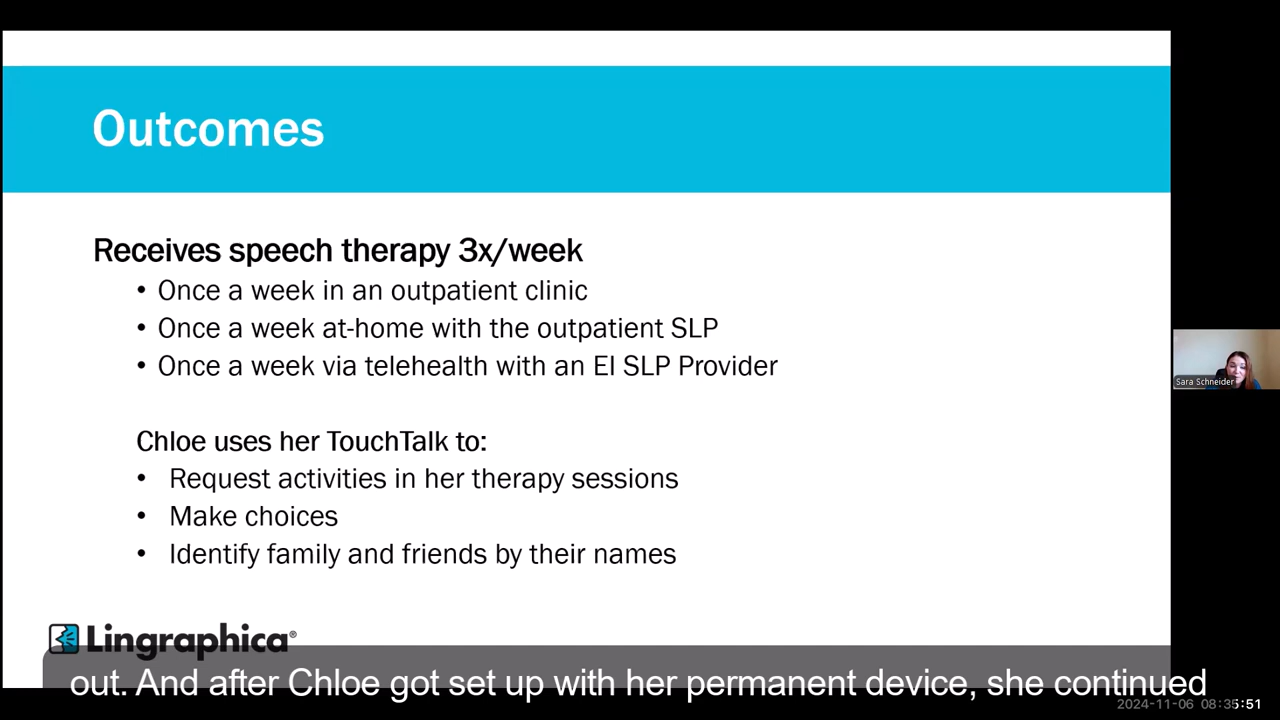 Outcomes
Receives speech therapy 3x/week
• Once a week in an outpatient clinic
• Once a week at-home with the outpatient SLP
• Once a week via telehealth with an EI SLP Provider
Sara Schneider
Chloe uses her TouchTalk to:
• Request activities in her therapy sessions
• Make choices
• Identify family and friends by their names
Lingraphica®
out. And after Chloe got set up with her permanent device, she continued
2024-11-06 08:35:51